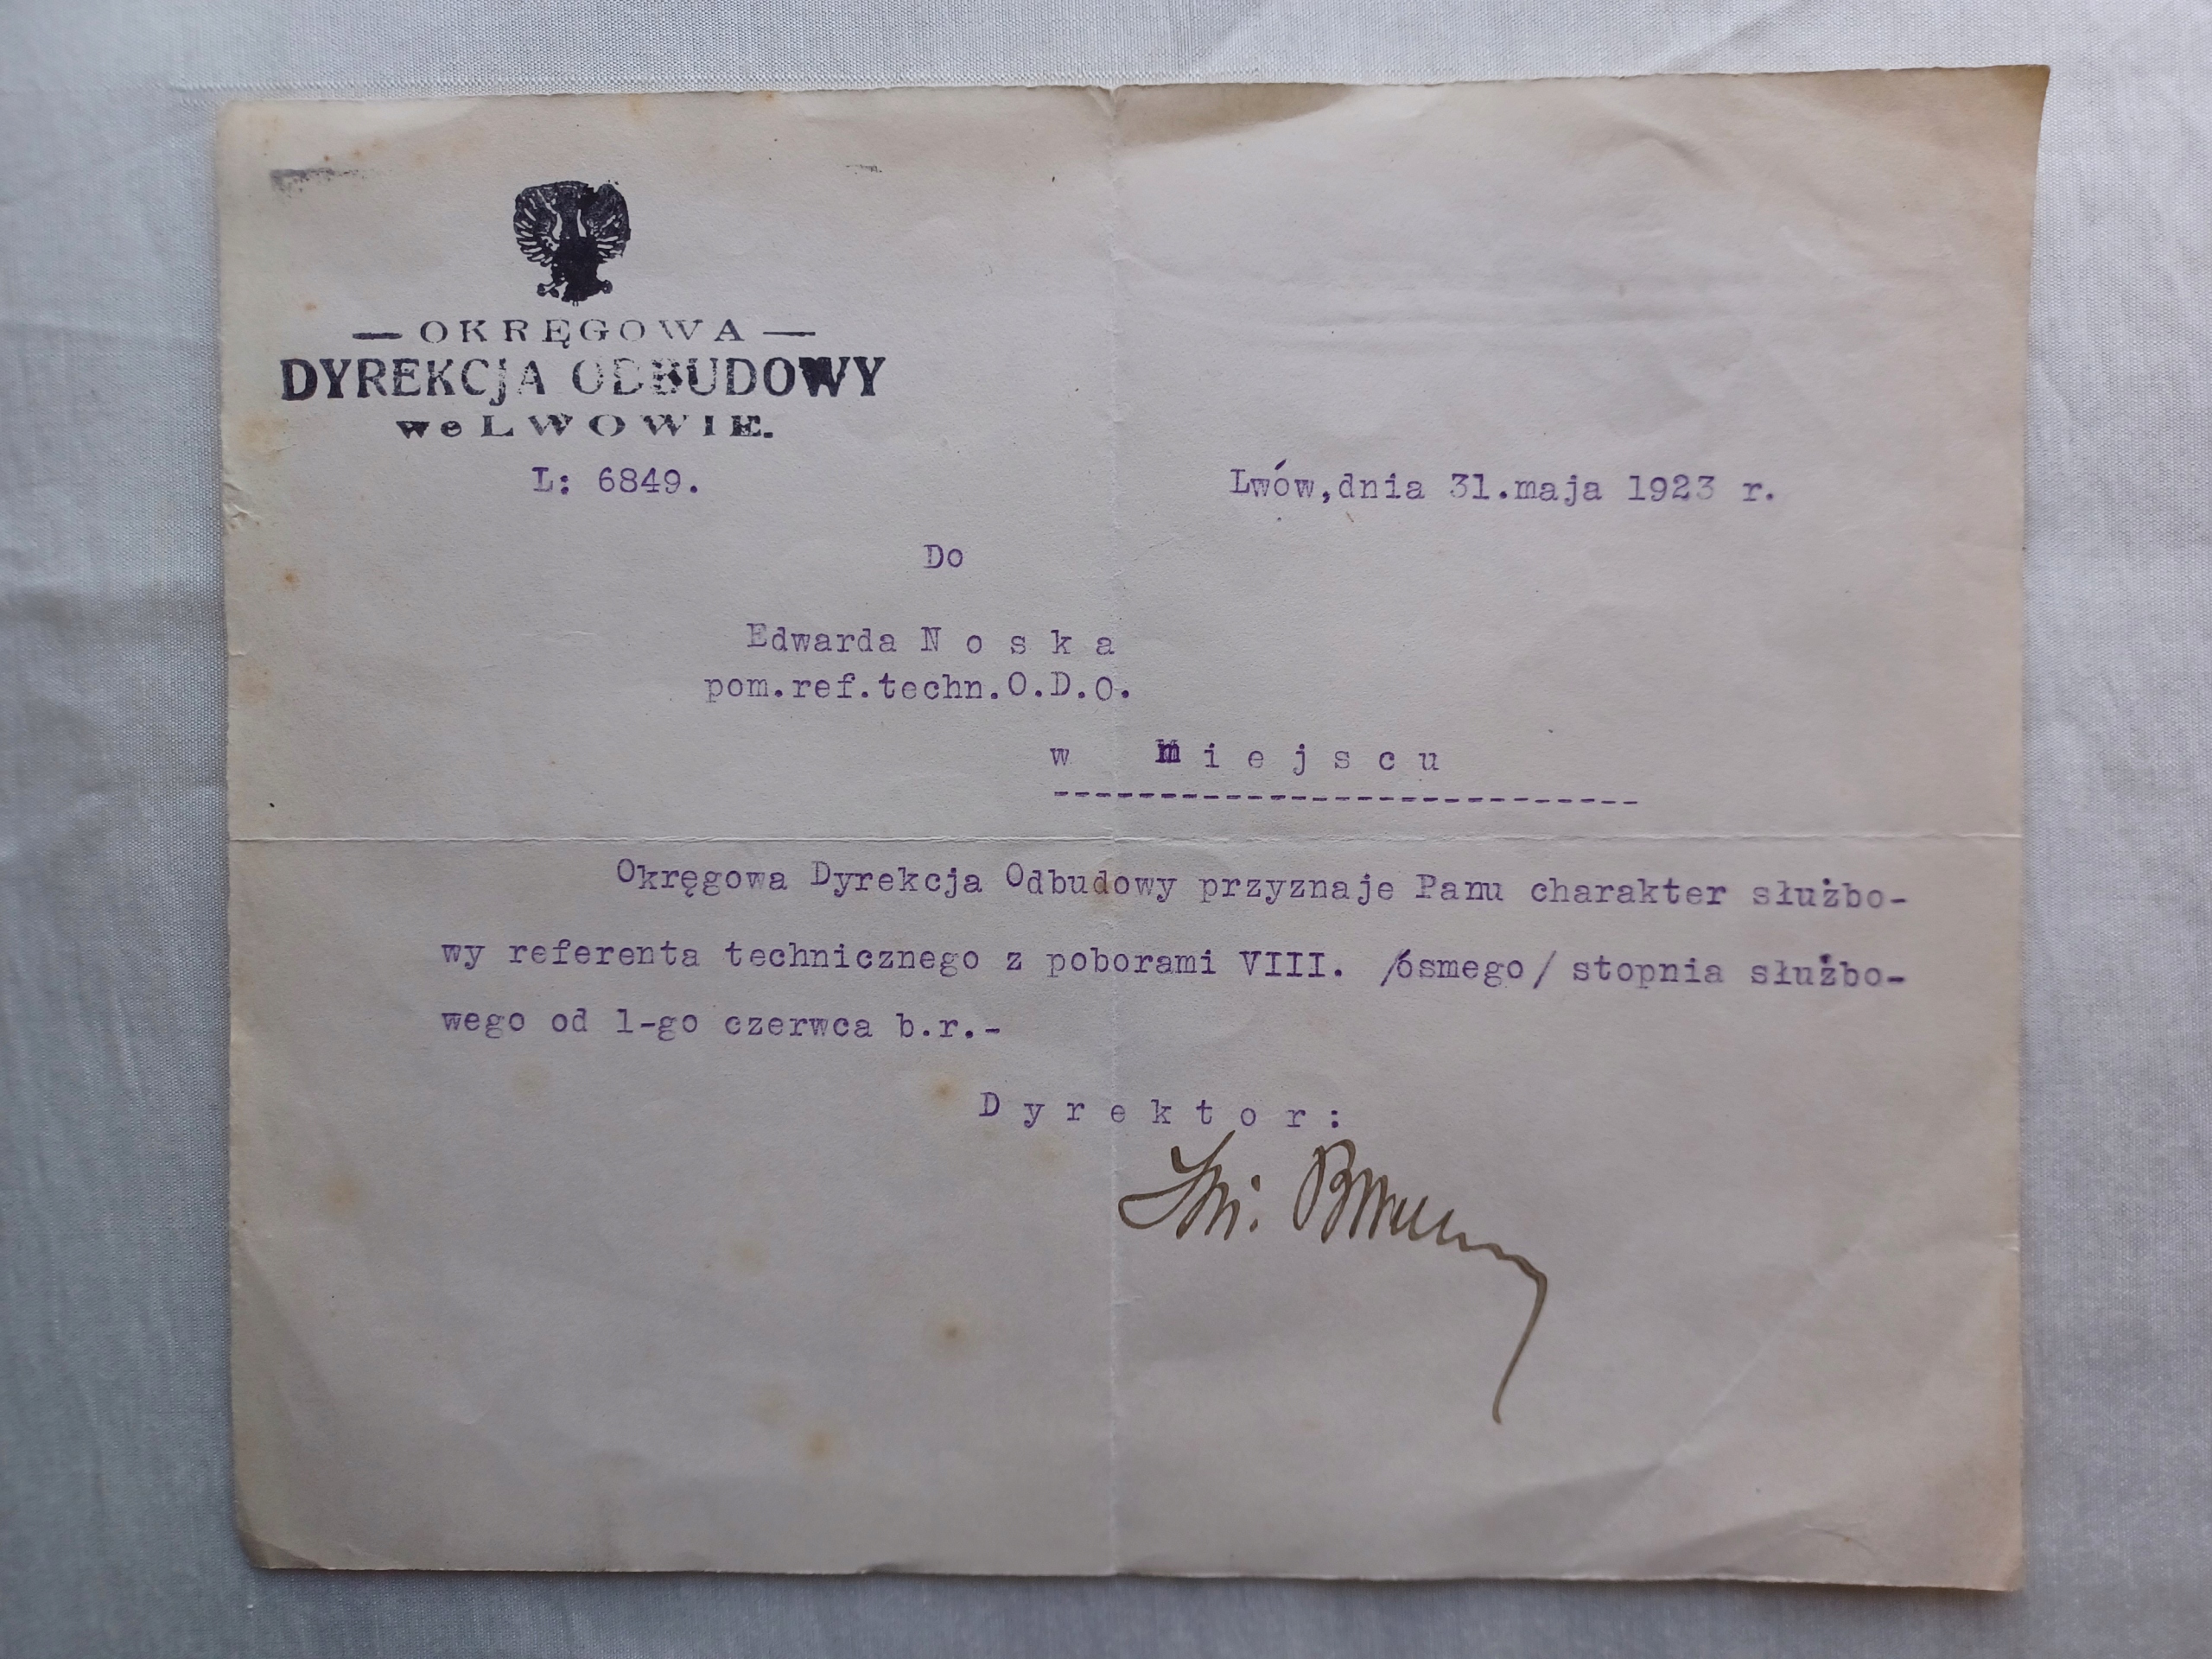 — OKRĘGOWA —
DYREKCJA ODBUDOWY
we LWOWIE.
L: 6849.
Lwów,dnia 31.maja 1923 r.
Do
Edwarda N o s k a
pom.ref.techn.O.D.O.
w m i e j s c u
Okręgowa Dyrekcja Odbudowy przyznaje Panu charakter służbo-
wy referenta technicznego z poborami VIII. /ósmego/ stopnia służbo-
wego od 1-go czerwca b.r.-
D y r e k t o r :